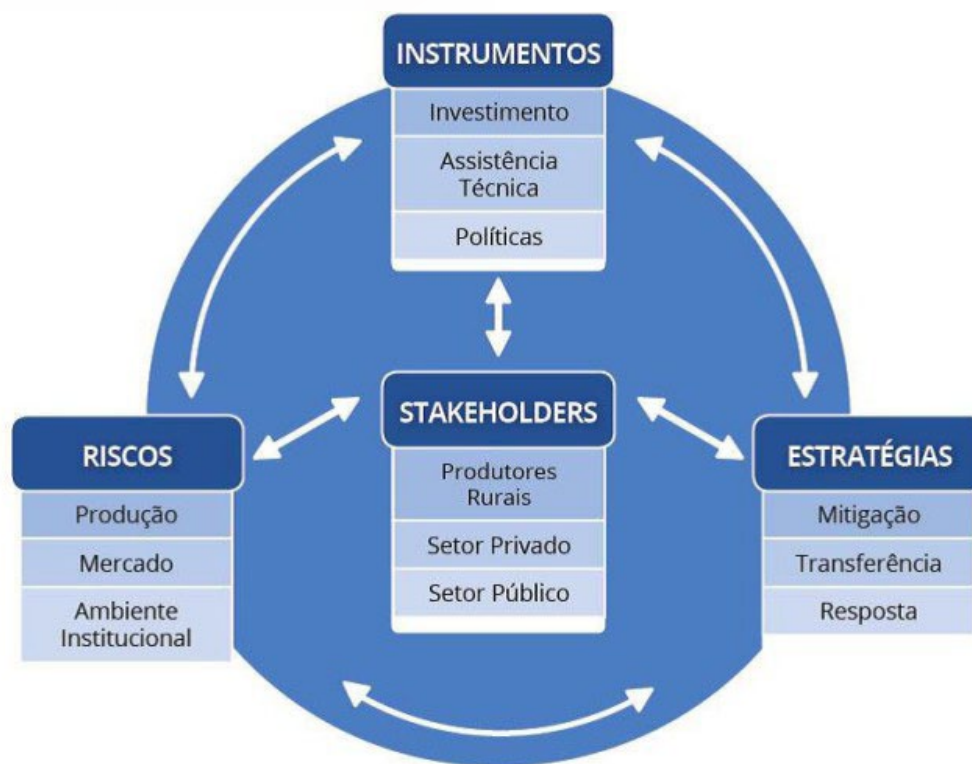 INSTRUMENTOS
Investimento
Assistência
Técnica
Políticas
STAKEHOLDERS
Produtores
Rurais
Setor Privado
Setor Público
RISCOS
Produção
Mercado
Ambiente
Institucional
ESTRATÉGIAS
Mitigação
Transferência
Resposta